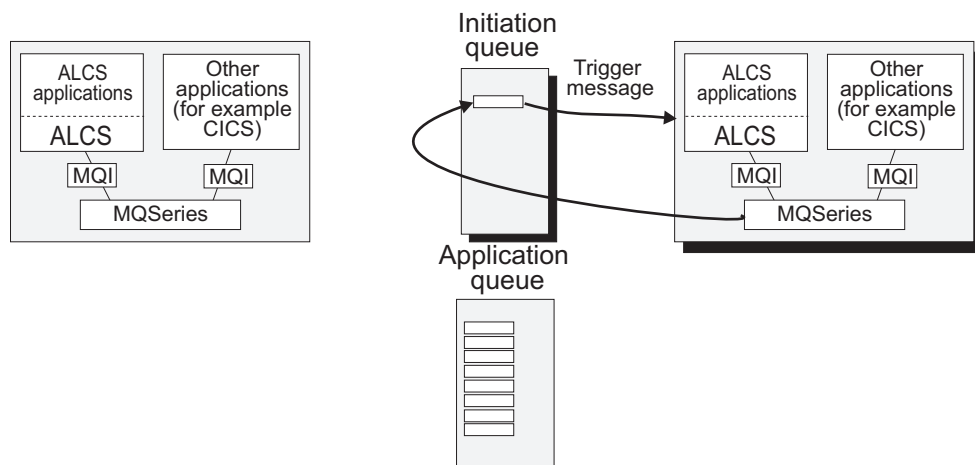 ALCS
applications
ALCS
Other
applications
(for example
CICS)
MQI
MQI
MQSeries
Initiation
queue
Trigger
message
ALCS
applications
ALCS
Other
applications
(for example
CICS)
MQI
MQI
MQSeries
Application
queue